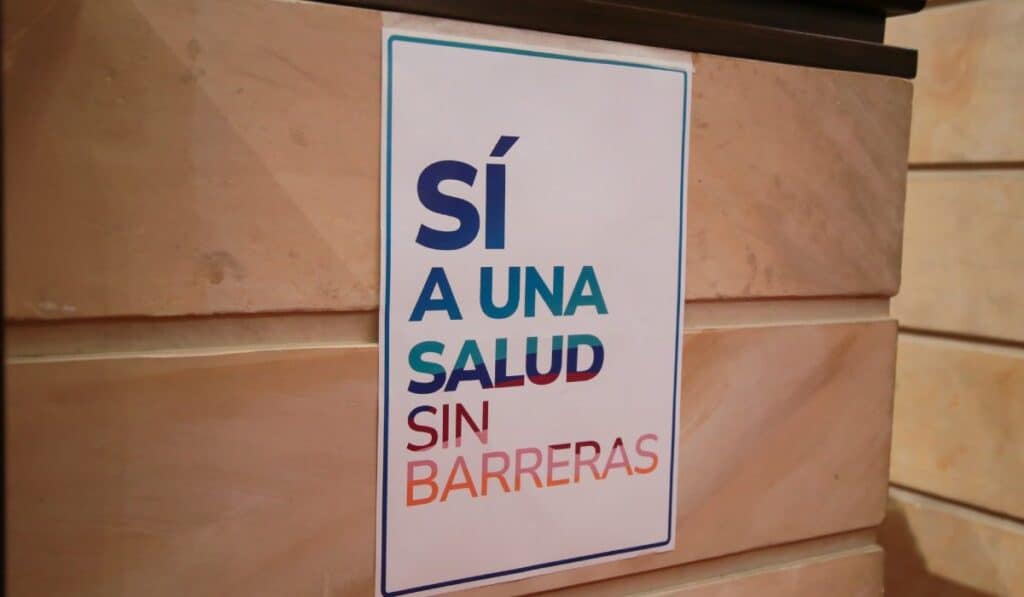 SÍ
A UNA
SALUD
SIN
BARRERAS